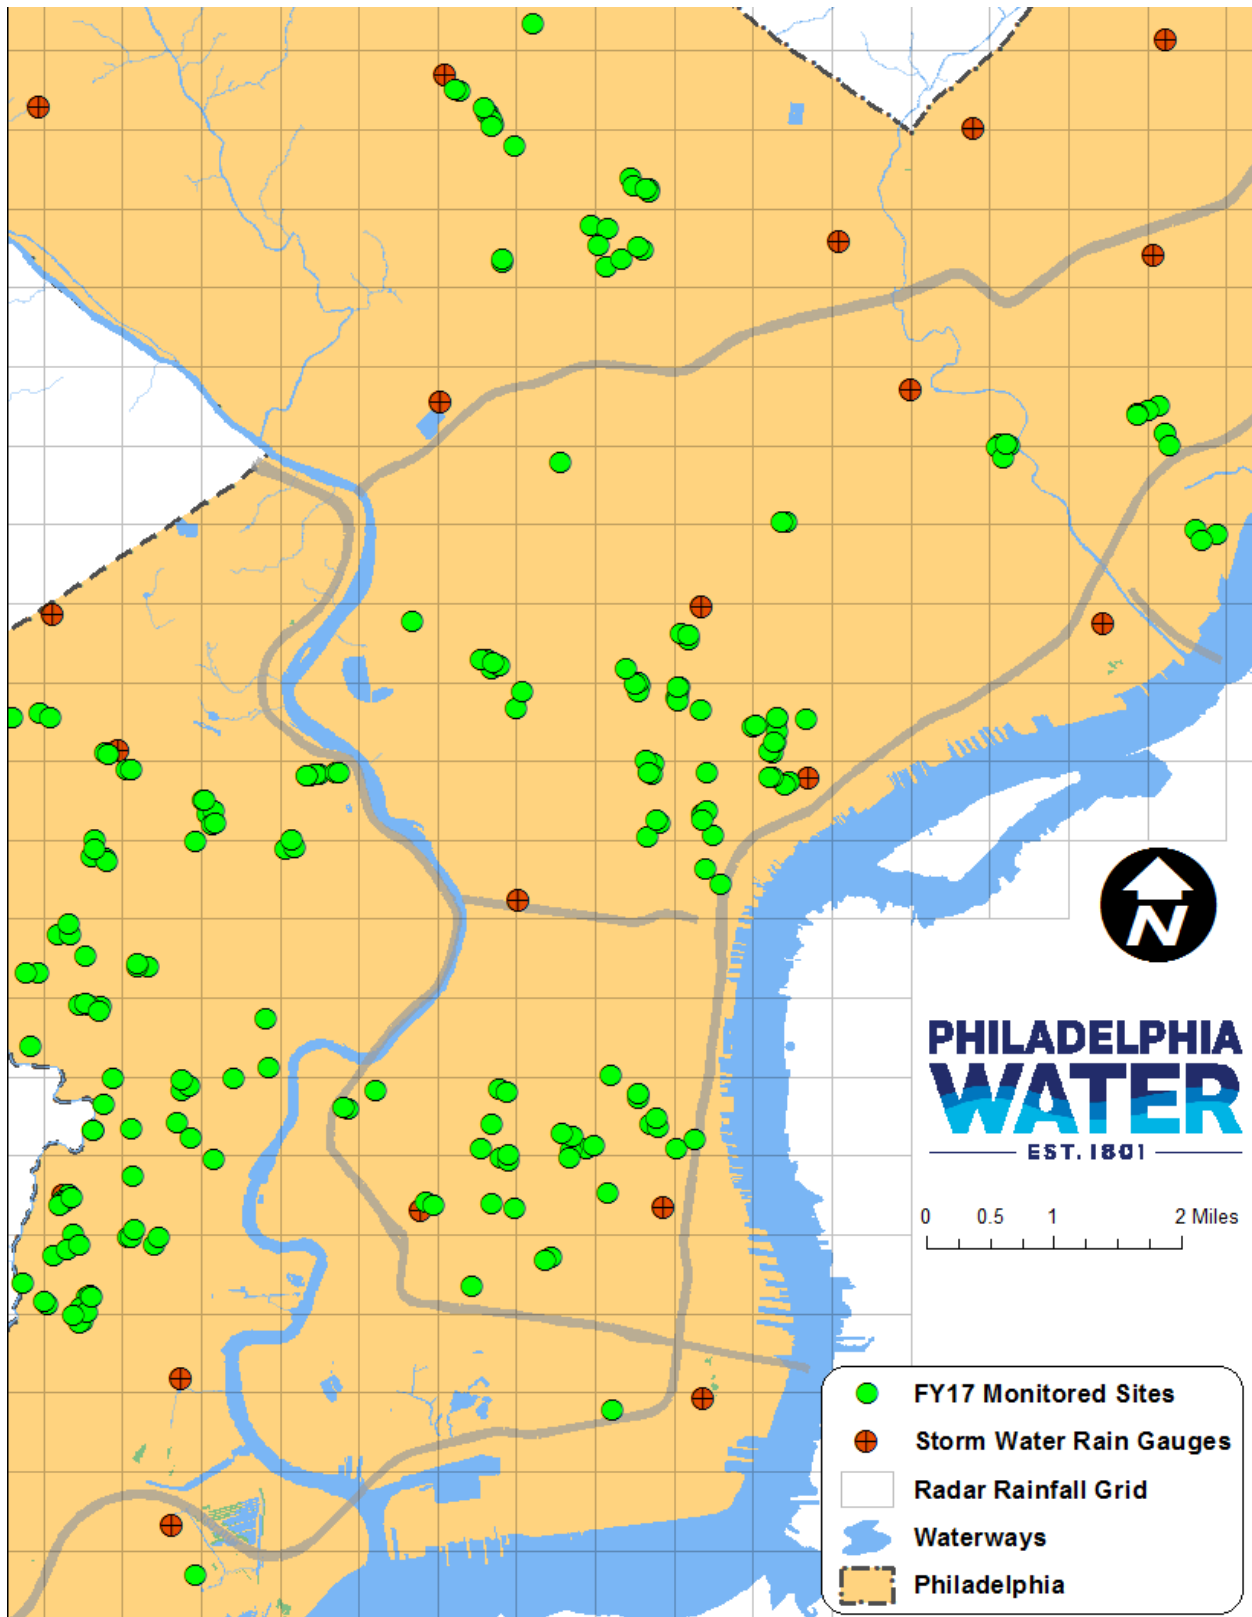 N
PHILADELPHIA
WATER
EST. 1801
0 0.5 1 2 Miles
FY17 Monitored Sites
Storm Water Rain Gauges
Radar Rainfall Grid
Waterways
Philadelphia